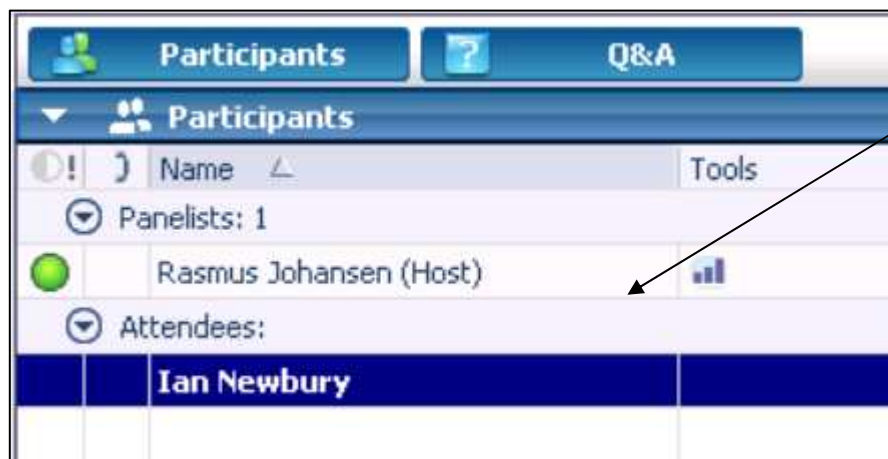 Participants Q&A
Participants
! Name Tools
Panelists: 1
Rasmus Johansen (Host)
Attendees:
Ian Newbury